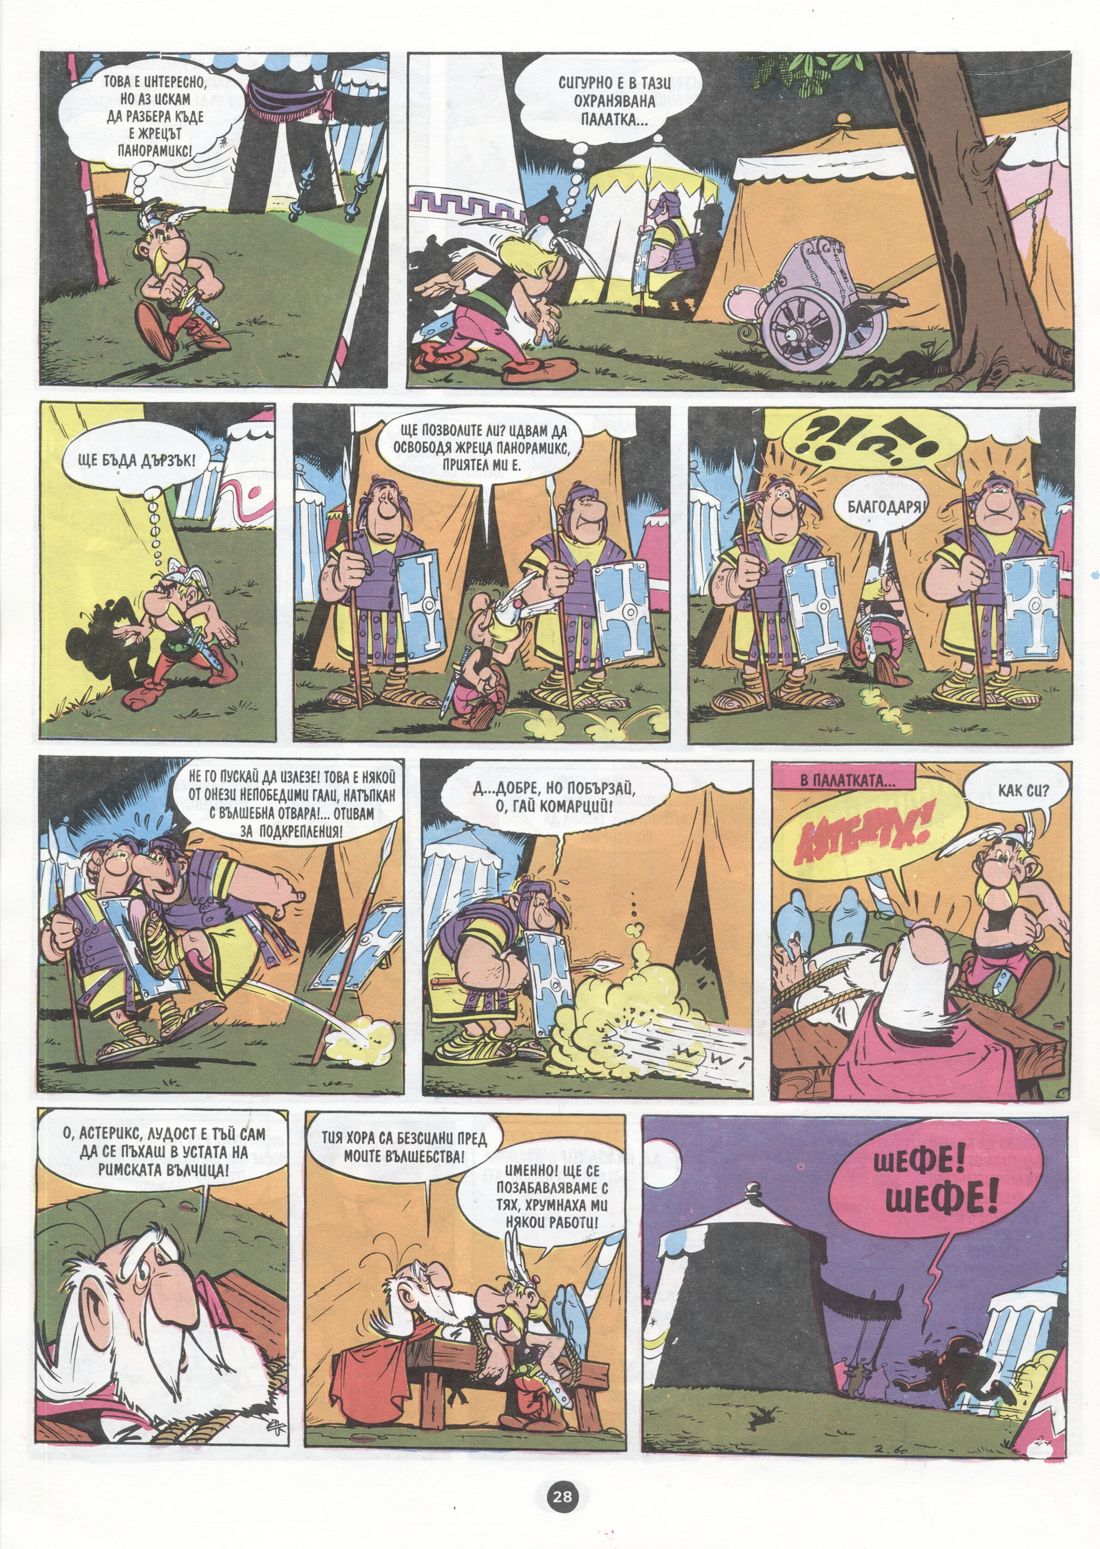 ТОВА Е ИНТЕРЕСНО,
НО АЗ ИСКАМ
ДА РАЗБЕРА КЪДЕ
Е ЖРЕЦЪТ
ПАНОРАМИКС!
СИГУРНО Е В ТАЗИ
ОХРАНЯВАНА
ПАЛАТКА...
ЩЕ БЪДА ДЪРЗЪК!
ЩЕ ПОЗВОЛИТЕ ЛИ? ИДВАМ ДА
ОСВОБОДЯ ЖРЕЦА ПАНОРАМИКС,
ПРИЯТЕЛ МИ Е.
?!?!
БЛАГОДАРЯ!
НЕ ГО ПУСКАЙ ДА ИЗЛЕЗЕ! ТОВА Е НЯКОЙ
ОТ ОНЕЗИ НЕПОБЕДИМИ ГАЛИ, НАТЪПКАН
С ВЪЛШЕБНА ОТВАРА!... ОТИВАМ
ЗА ПОДКРЕПЛЕНИЯ!
Д...ДОБРЕ, НО ПОБЪРЗАЙ,
О, ГАЙ КОМАРЦИЙ!
ZWW!
В ПАЛАТКАТА...
АСТЕРИХ!
КАК СИ?
О, АСТЕРИКС, ЛУДОСТ Е ТЪЙ САМ
ДА СЕ ПЪХАШ В УСТАТА НА
РИМСКАТА ВЪЛЧИЦА!
ТИЯ ХОРА СА БЕЗСИЛНИ ПРЕД
МОИТЕ ВЪЛШЕБСТВА!
ИМЕННО! ЩЕ СЕ
ПОЗАБАВЛЯВАМЕ С
ТЯХ, ХРУМНАХА МИ
НЯКОИ РАБОТИ!
ШЕФЕ!
ШЕФЕ!
2.60
28